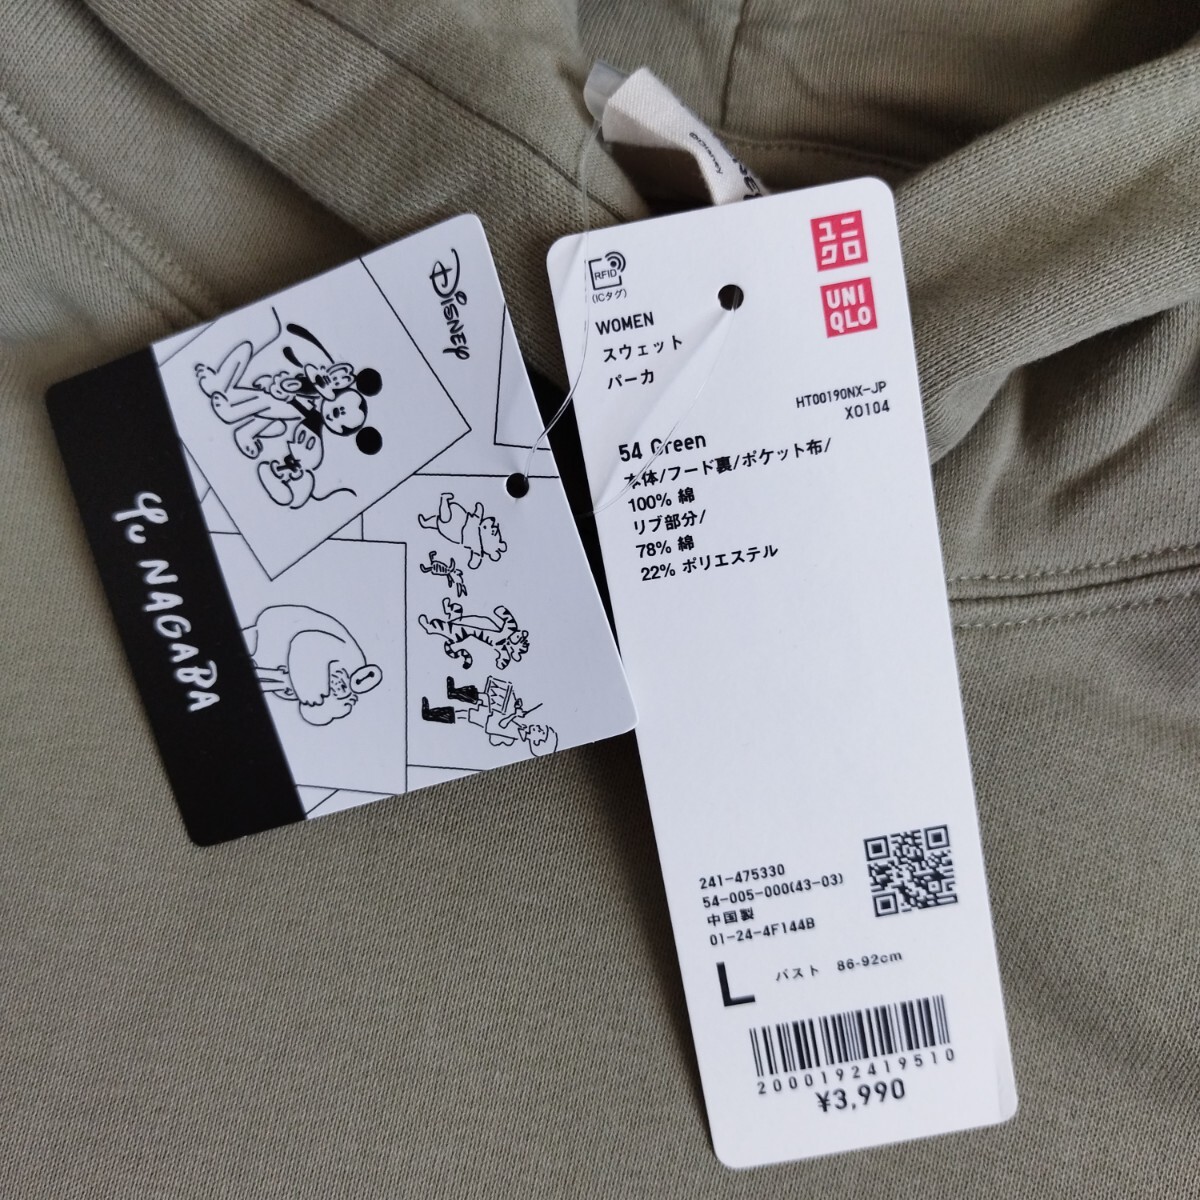 ©Disney
Disney
Yu NAGABA
ユニ
クロ
UNI
QLO
RFID
(ICタグ)
WOMEN
スウェット
パーカ
HT00190NX-JP
X0104
54 Green
本体/フード裏/ポケット布/
100% 綿
リブ部分/
78% 綿
22% ポリエステル
241-475330
54-005-000(43-03)
中国製
01-24-4F144B
L バスト 86-92cm
2000192419510
¥3,990